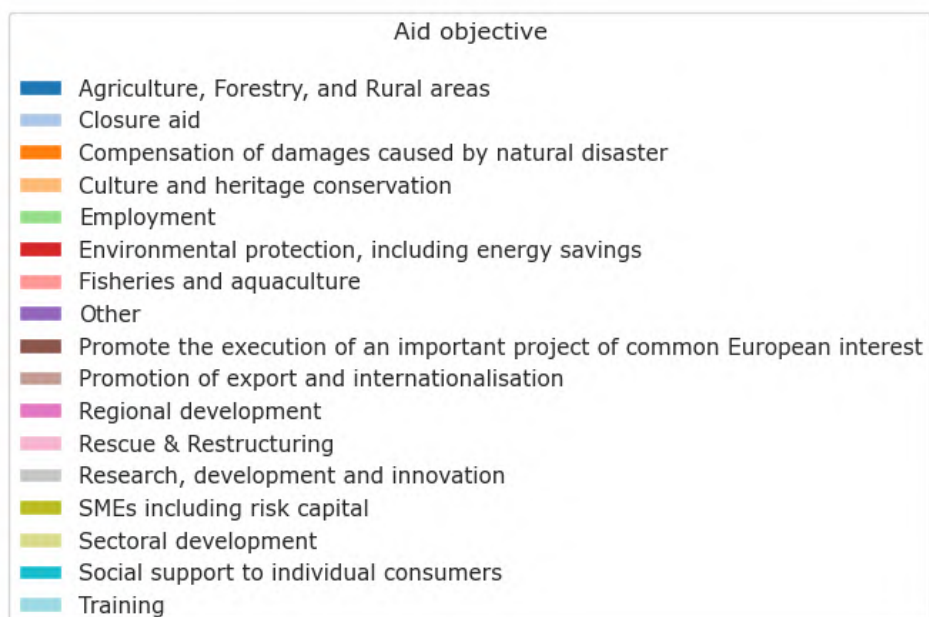 Aid objective
Agriculture, Forestry, and Rural areas
Closure aid
Compensation of damages caused by natural disaster
Culture and heritage conservation
Employment
Environmental protection, including energy savings
Fisheries and aquaculture
Other
Promote the execution of an important project of common European interest
Promotion of export and internationalisation
Regional development
Rescue & Restructuring
Research, development and innovation
SMEs including risk capital
Sectoral development
Social support to individual consumers
Training